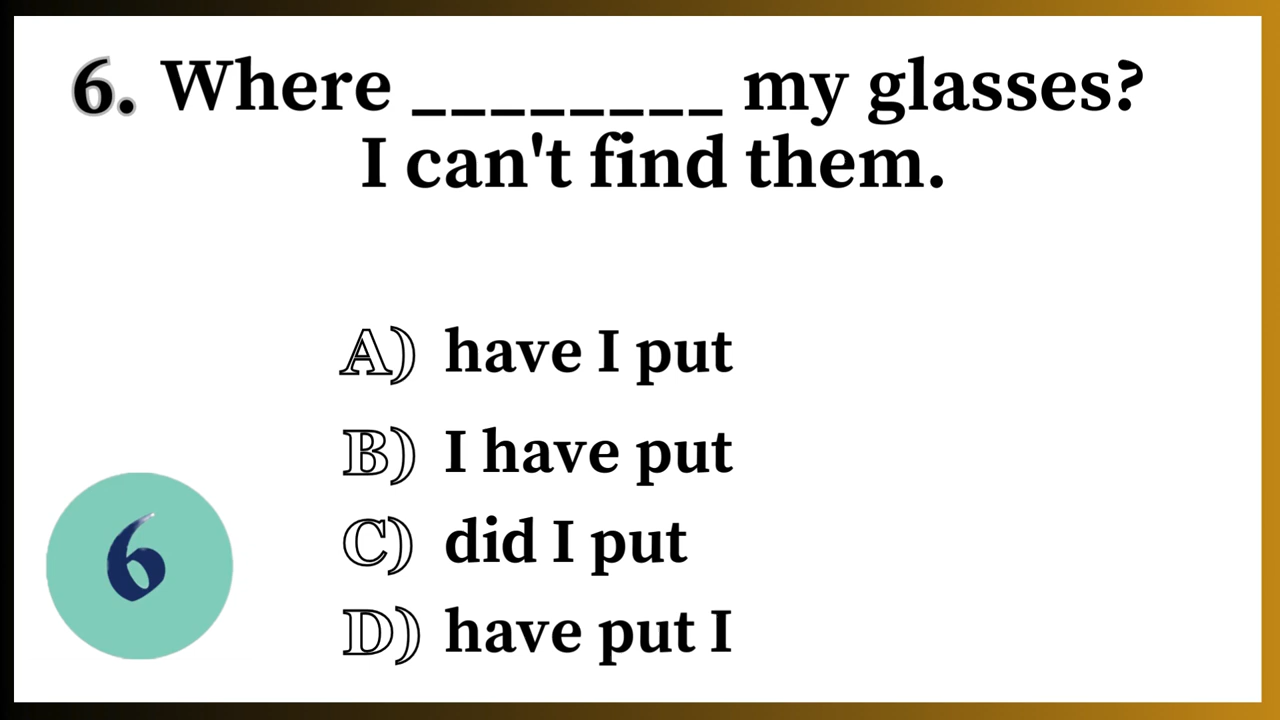 6. Where ________ my glasses?
I can't find them.
A) have I put
B) I have put
C) did I put
D) have put I
6